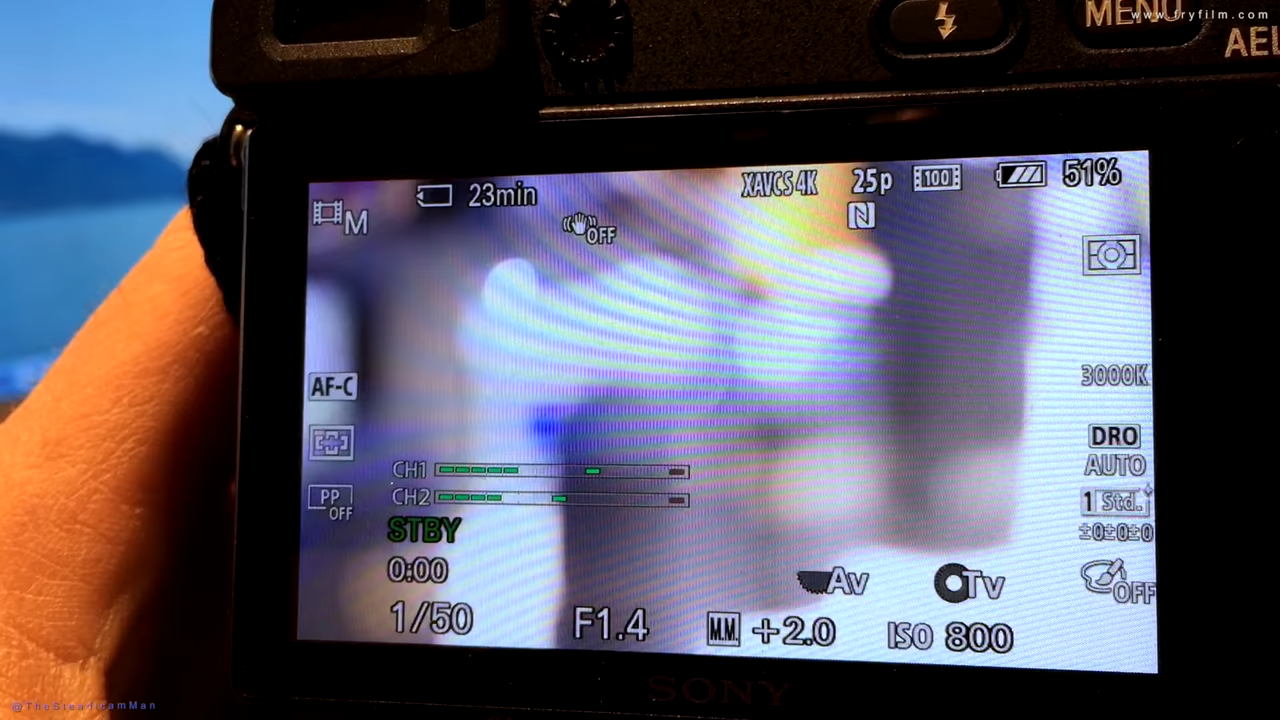 MENU
www.fryfilm.com
AEL
23min
XAVC S 4K 25p 100 51%
M
OFF
N
AF-C
3000K
DRO
AUTO
PP
OFF
1 Std.
±0±0±0
CH1
CH2
STBY
0:00
Av
Tv
OFF
1/50 F1.4 M.M. +2.0 ISO 800
SONY
@TheSteadicamMan